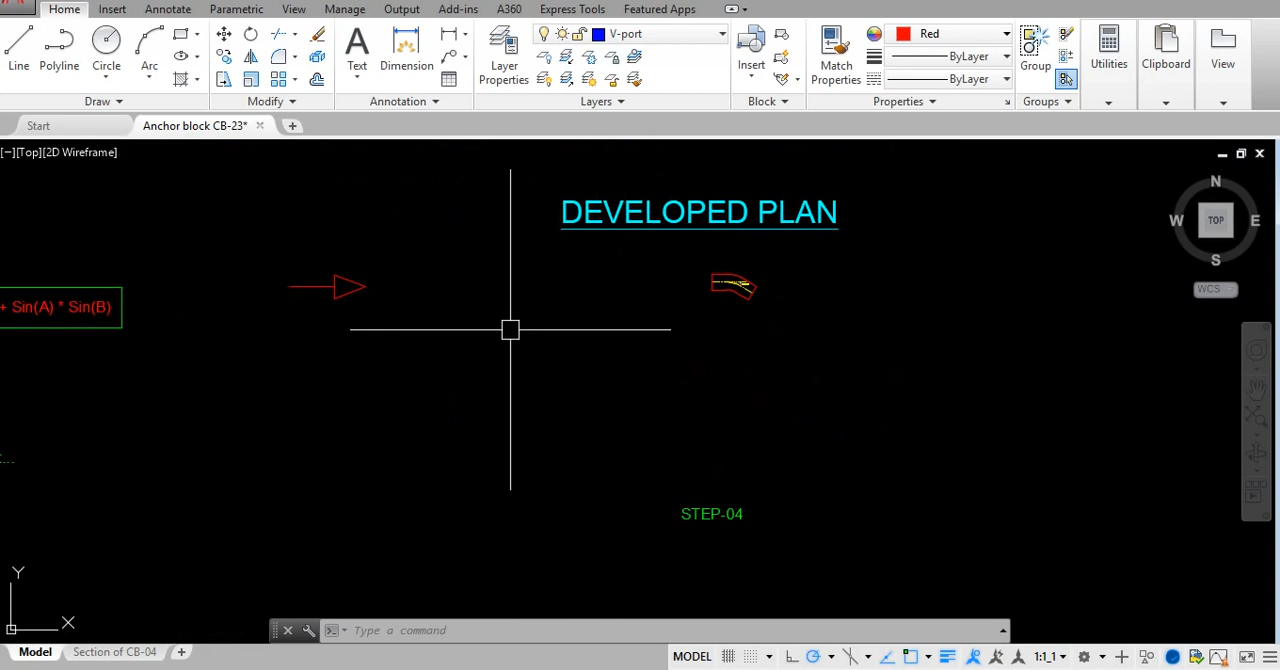 Home Insert Annotate Parametric View Manage Output Add-ins A360 Express Tools Featured Apps
Line Polyline Circle Arc
Text Dimension
Layer Properties
V-port
Insert
Match Properties
Red
ByLayer
ByLayer
Group
Utilities Clipboard View
Draw Modify Annotation Layers Block Properties Groups
Start Anchor block CB-23*
[−][Top][2D Wireframe]
N
W TOP E
S
WCS
DEVELOPED PLAN
+ Sin(A) * Sin(B)
STEP-04
Y
X
Type a command
Model Section of CB-04
MODEL 1:1_1